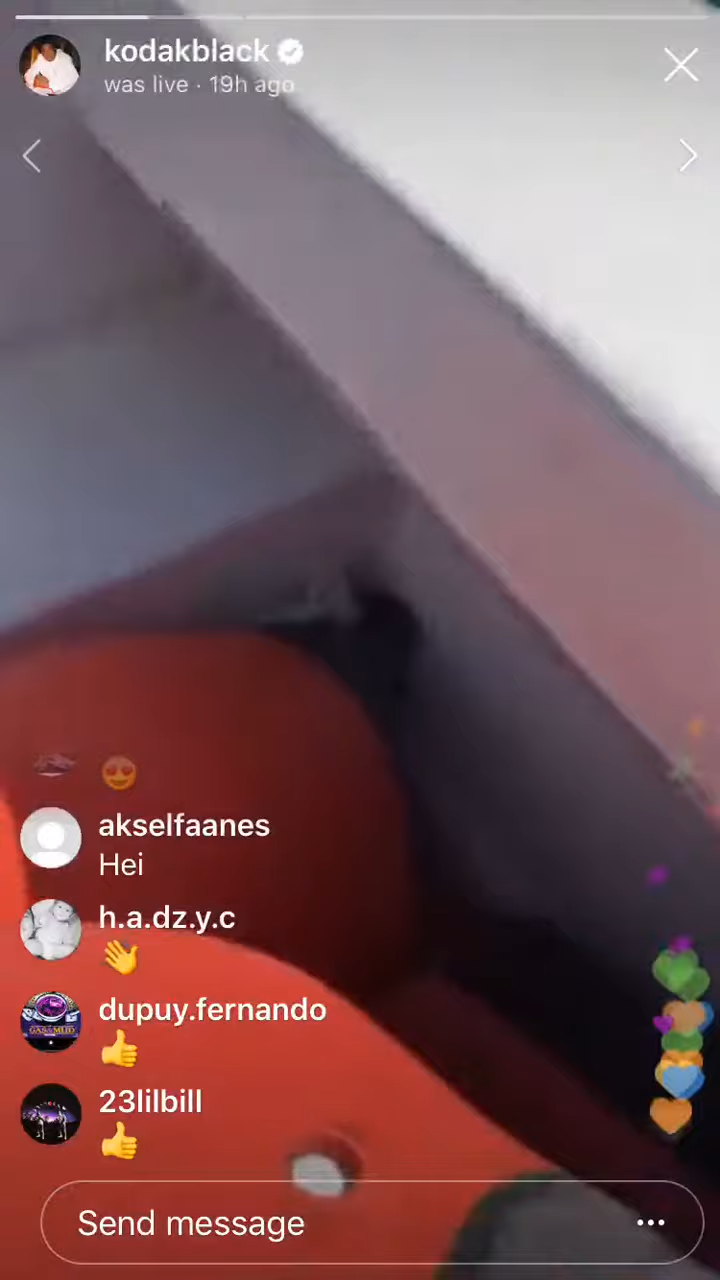 kodakblack
was live · 19h ago
😍
akselfaanes
Hei
h.a.dz.y.c
👋
dupuy.fernando
👍
23lilbill
👍
Send message